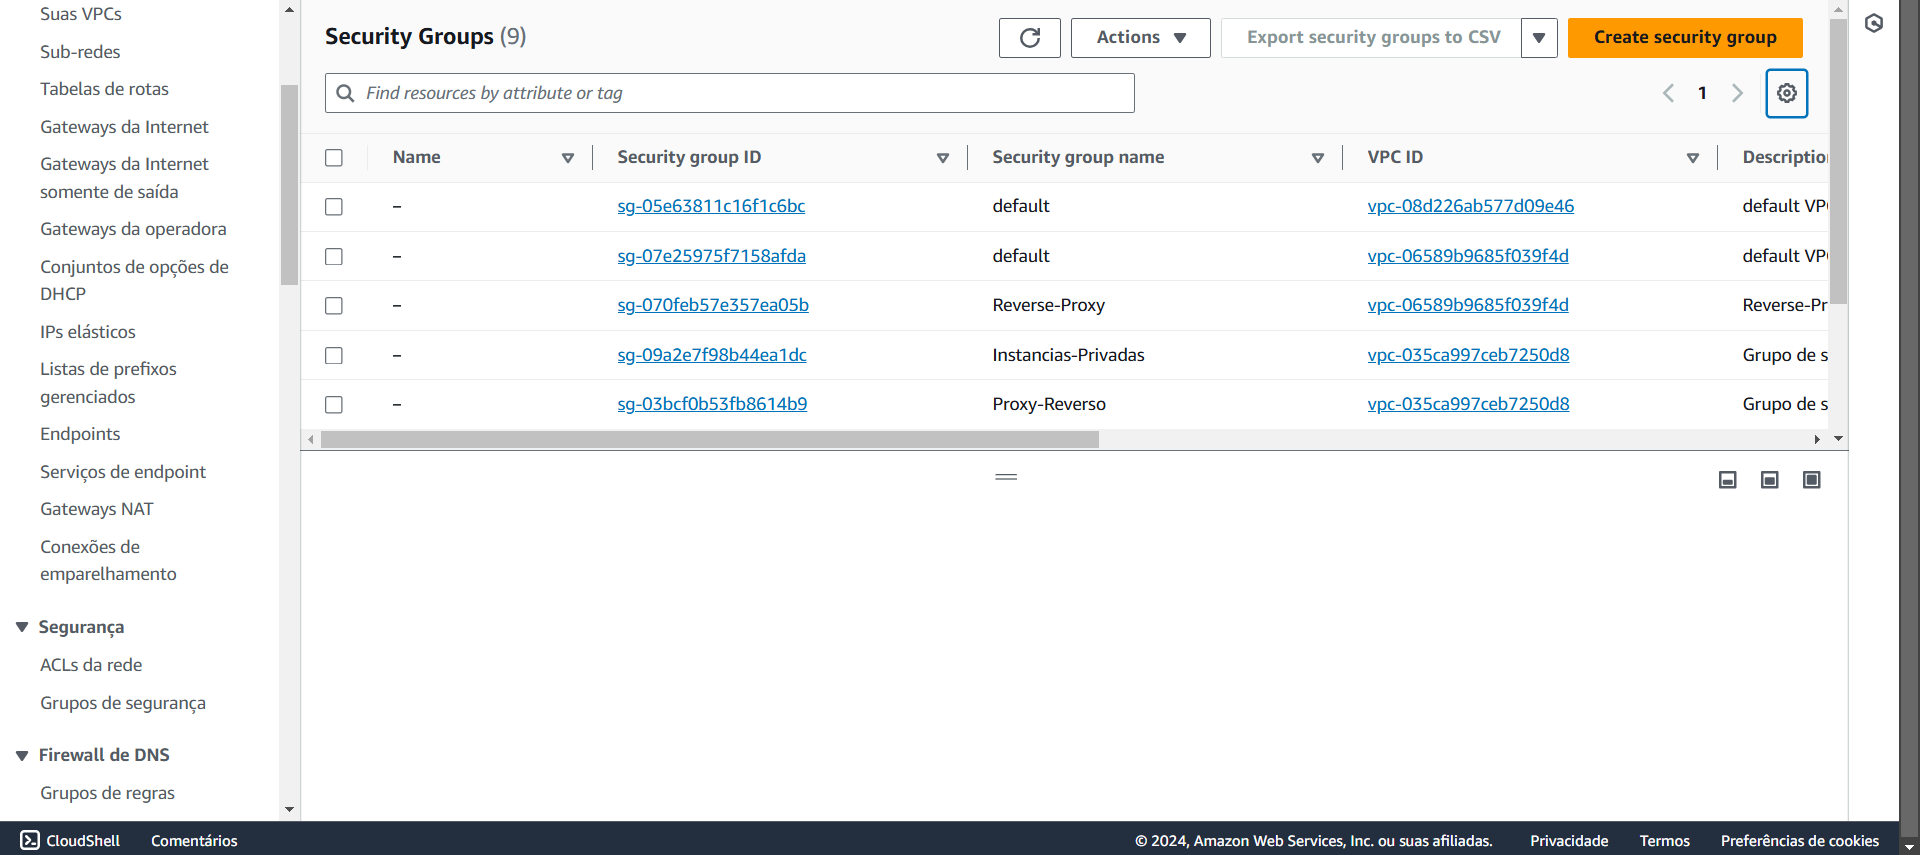 Suas VPCs
Sub-redes
Tabelas de rotas
Gateways da Internet
Gateways da Internet
somente de saída
Gateways da operadora
Conjuntos de opções de
DHCP
IPs elásticos
Listas de prefixos
gerenciados
Endpoints
Serviços de endpoint
Gateways NAT
Conexões de
emparelhamento
Segurança
ACLs da rede
Grupos de segurança
Firewall de DNS
Grupos de regras
Security Groups (9)
Actions
Export security groups to CSV
Create security group
Find resources by attribute or tag
1
Name Security group ID Security group name VPC ID Descriptio
– sg-05e63811c16f1c6bc default vpc-08d226ab577d09e46 default VP
– sg-07e25975f7158afda default vpc-06589b9685f039f4d default VP
– sg-070feb57e357ea05b Reverse-Proxy vpc-06589b9685f039f4d Reverse-Pr
– sg-09a2e7f98b44ea1dc Instancias-Privadas vpc-035ca997ceb7250d8 Grupo de s
– sg-03bcf0b53fb8614b9 Proxy-Reverso vpc-035ca997ceb7250d8 Grupo de s
CloudShell Comentários © 2024, Amazon Web Services, Inc. ou suas afiliadas. Privacidade Termos Preferências de cookies